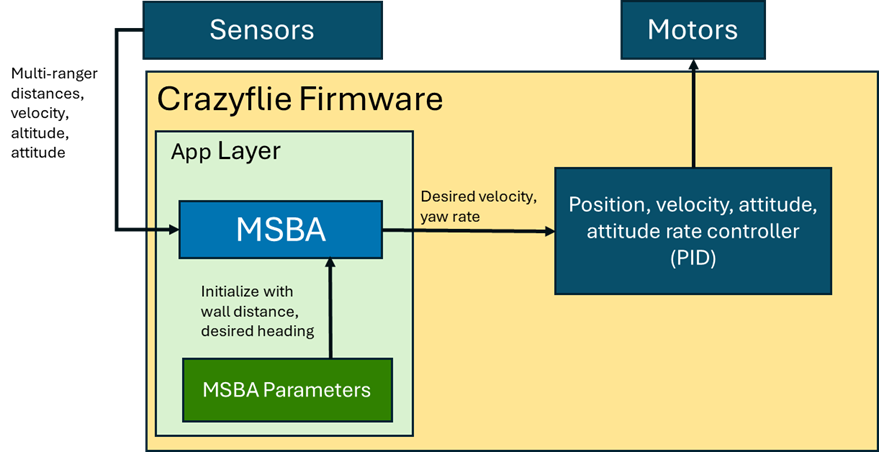 Sensors
Motors
Multi-ranger
distances,
velocity,
altitude,
attitude
Crazyflie Firmware
App Layer
MSBA
Desired velocity,
yaw rate
Position, velocity, attitude,
attitude rate controller
(PID)
Initialize with
wall distance,
desired heading
MSBA Parameters